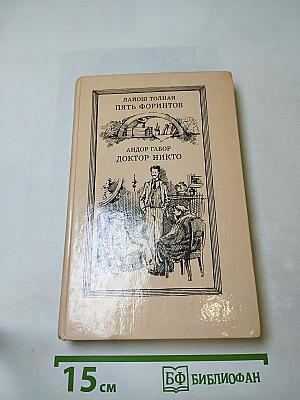 ЛАЙОШ ТОЛНАИ
ПЯТЬ ФОРИНТОВ
АНДОР ГАБОР
ДОКТОР НИКТО
15 см
БФ БИБЛИОФАН